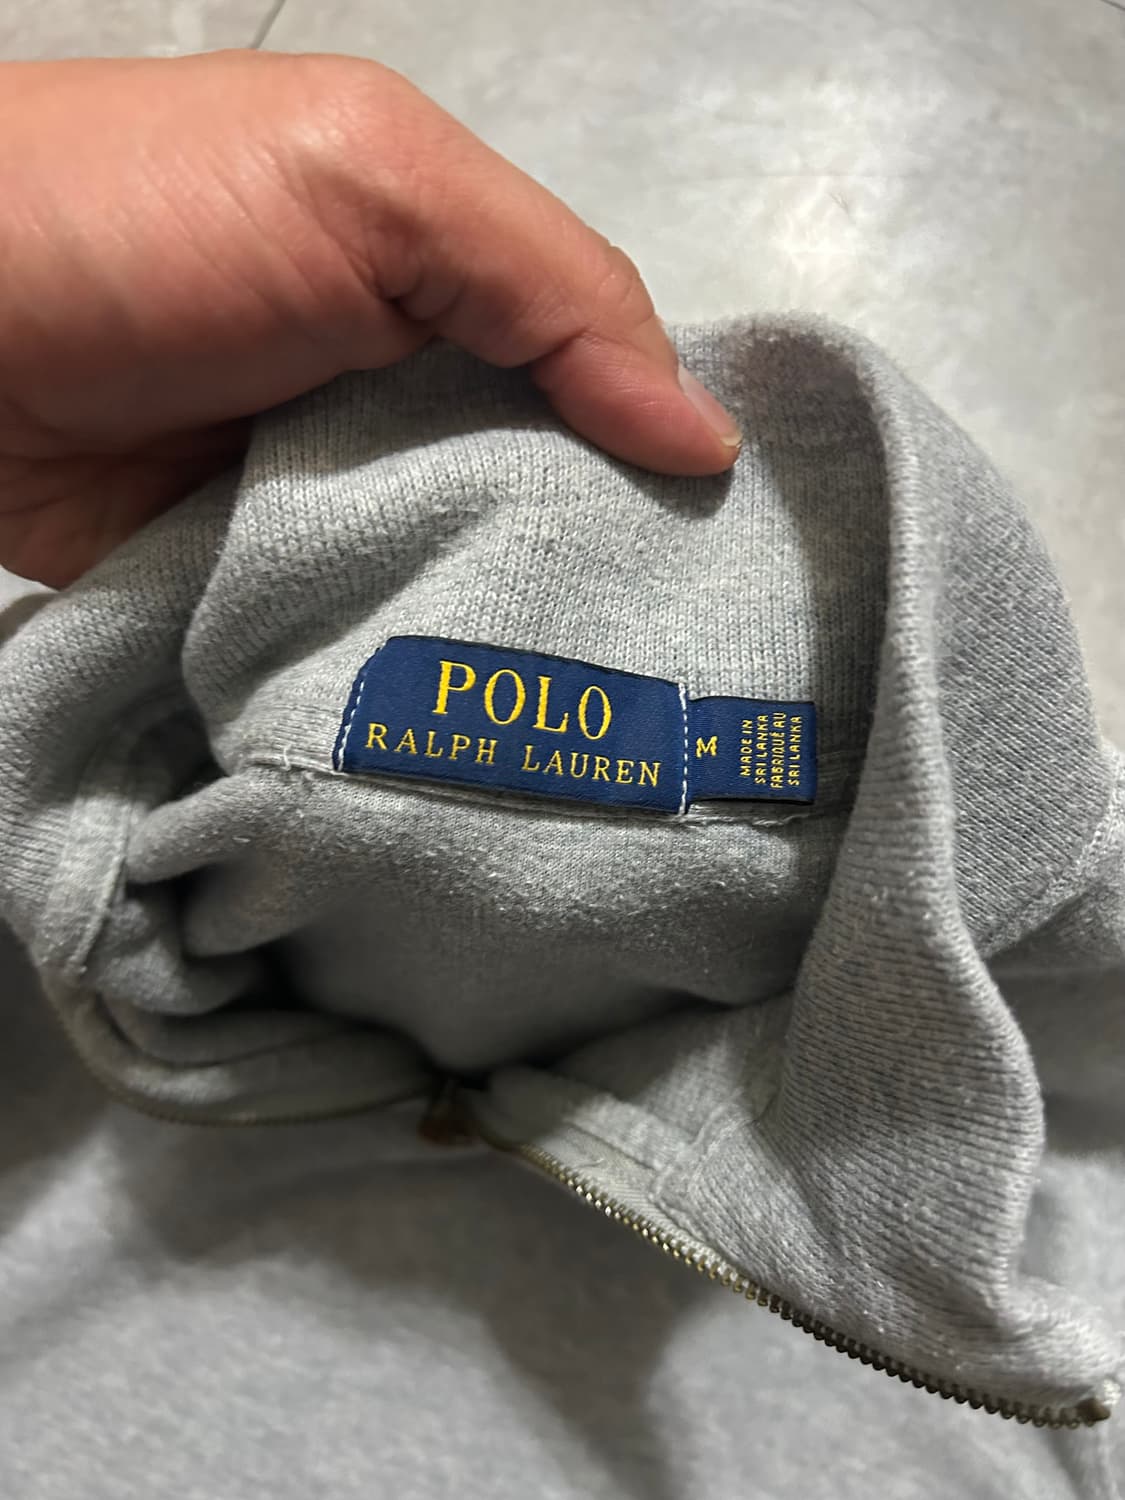 POLO
RALPH LAUREN
M
MADE IN
SRI LANKA
FABRIQUÉ AU
SRI LANKA